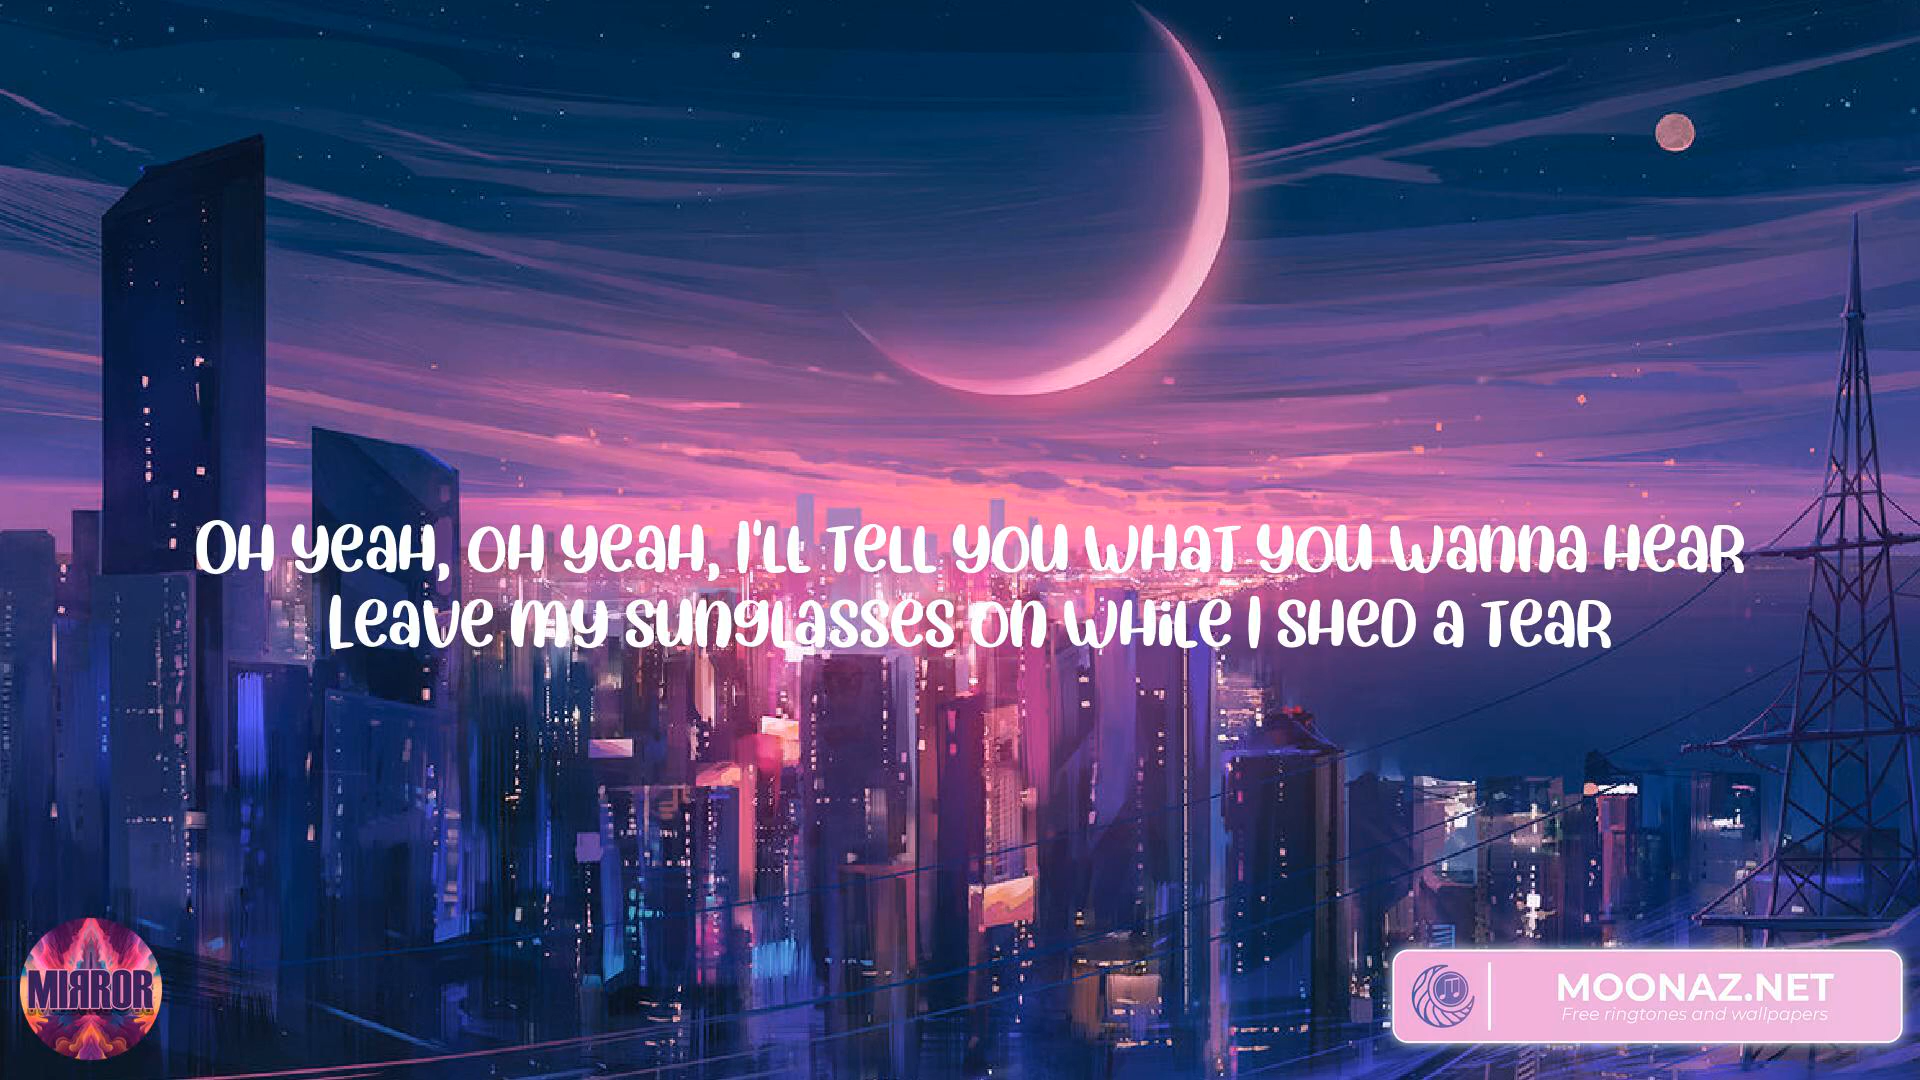 Oh yeah, oh yeah, I'll tell you what you wanna hear
Leave my sunglasses on while I shed a tear
MIRROR
MOONAZ.NET
Free ringtones and wallpapers